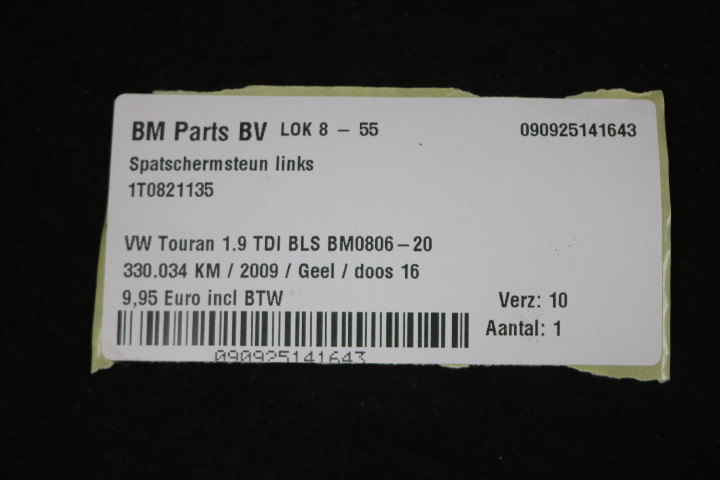 BM Parts BV LOK 8 – 55 090925141643
Spatschermsteun links
1T0821135
VW Touran 1.9 TDI BLS BM0806–20
330.034 KM / 2009 / Geel / doos 16
9,95 Euro incl BTW Verz: 10
Aantal: 1
090925141643